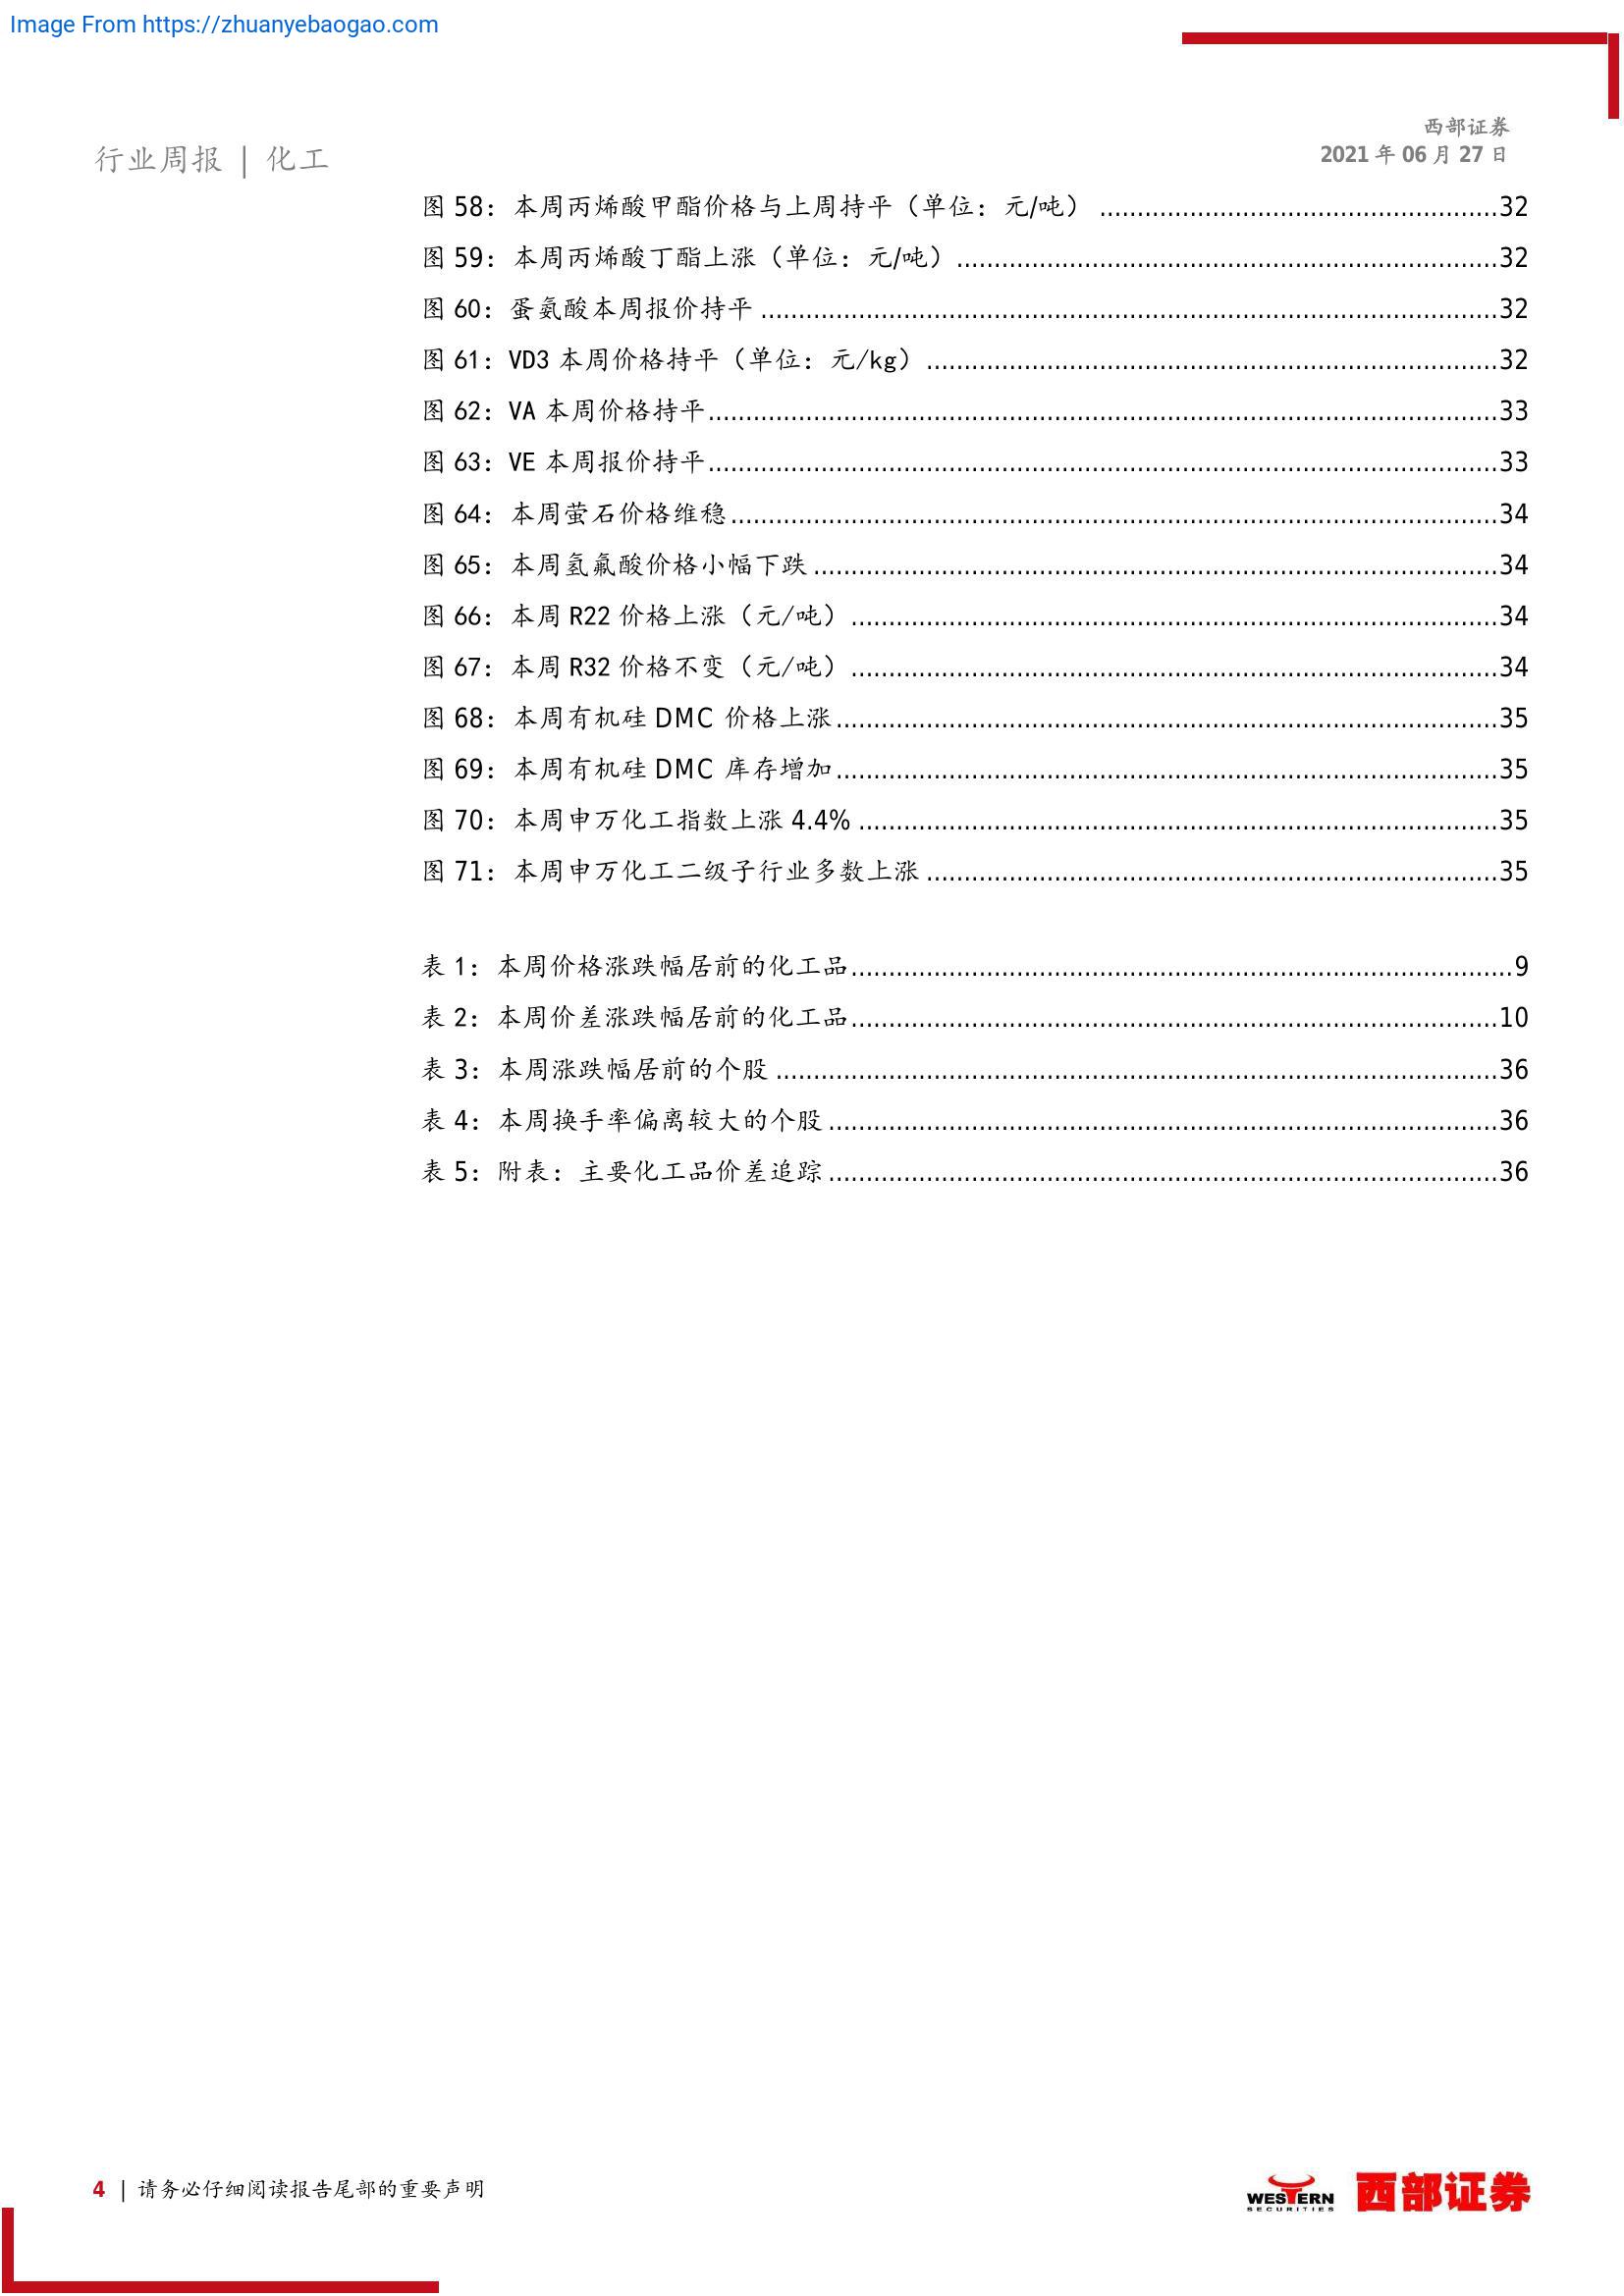 Image From https://zhuanyebaogao.com
西部证券
行业周报 | 化工
2021 年 06 月 27 日
图 58：本周丙烯酸甲酯价格与上周持平（单位：元/吨） ......................................................32
图 59：本周丙烯酸丁酯上涨（单位：元/吨）.........................................................................32
图 60：蛋氨酸本周报价持平 ...................................................................................................32
图 61：VD3 本周价格持平（单位：元/kg）.............................................................................32
图 62：VA 本周价格持平..........................................................................................................33
图 63：VE 本周报价持平..........................................................................................................33
图 64：本周萤石价格维稳.......................................................................................................34
图 65：本周氢氟酸价格小幅下跌 ............................................................................................34
图 66：本周 R22 价格上涨（元/吨） .......................................................................................34
图 67：本周 R32 价格不变（元/吨） .......................................................................................34
图 68：本周有机硅 DMC 价格上涨.........................................................................................35
图 69：本周有机硅 DMC 库存增加.........................................................................................35
图 70：本周申万化工指数上涨 4.4% ......................................................................................35
图 71：本周申万化工二级子行业多数上涨 .............................................................................35
表 1：本周价格涨跌幅居前的化工品.........................................................................................9
表 2：本周价差涨跌幅居前的化工品.......................................................................................10
表 3：本周涨跌幅居前的个股 .................................................................................................36
表 4：本周换手率偏离较大的个股 ..........................................................................................36
表 5：附表：主要化工品价差追踪 ..........................................................................................36
4 | 请务必仔细阅读报告尾部的重要声明
WESTERN
SECURITIES
西部证券